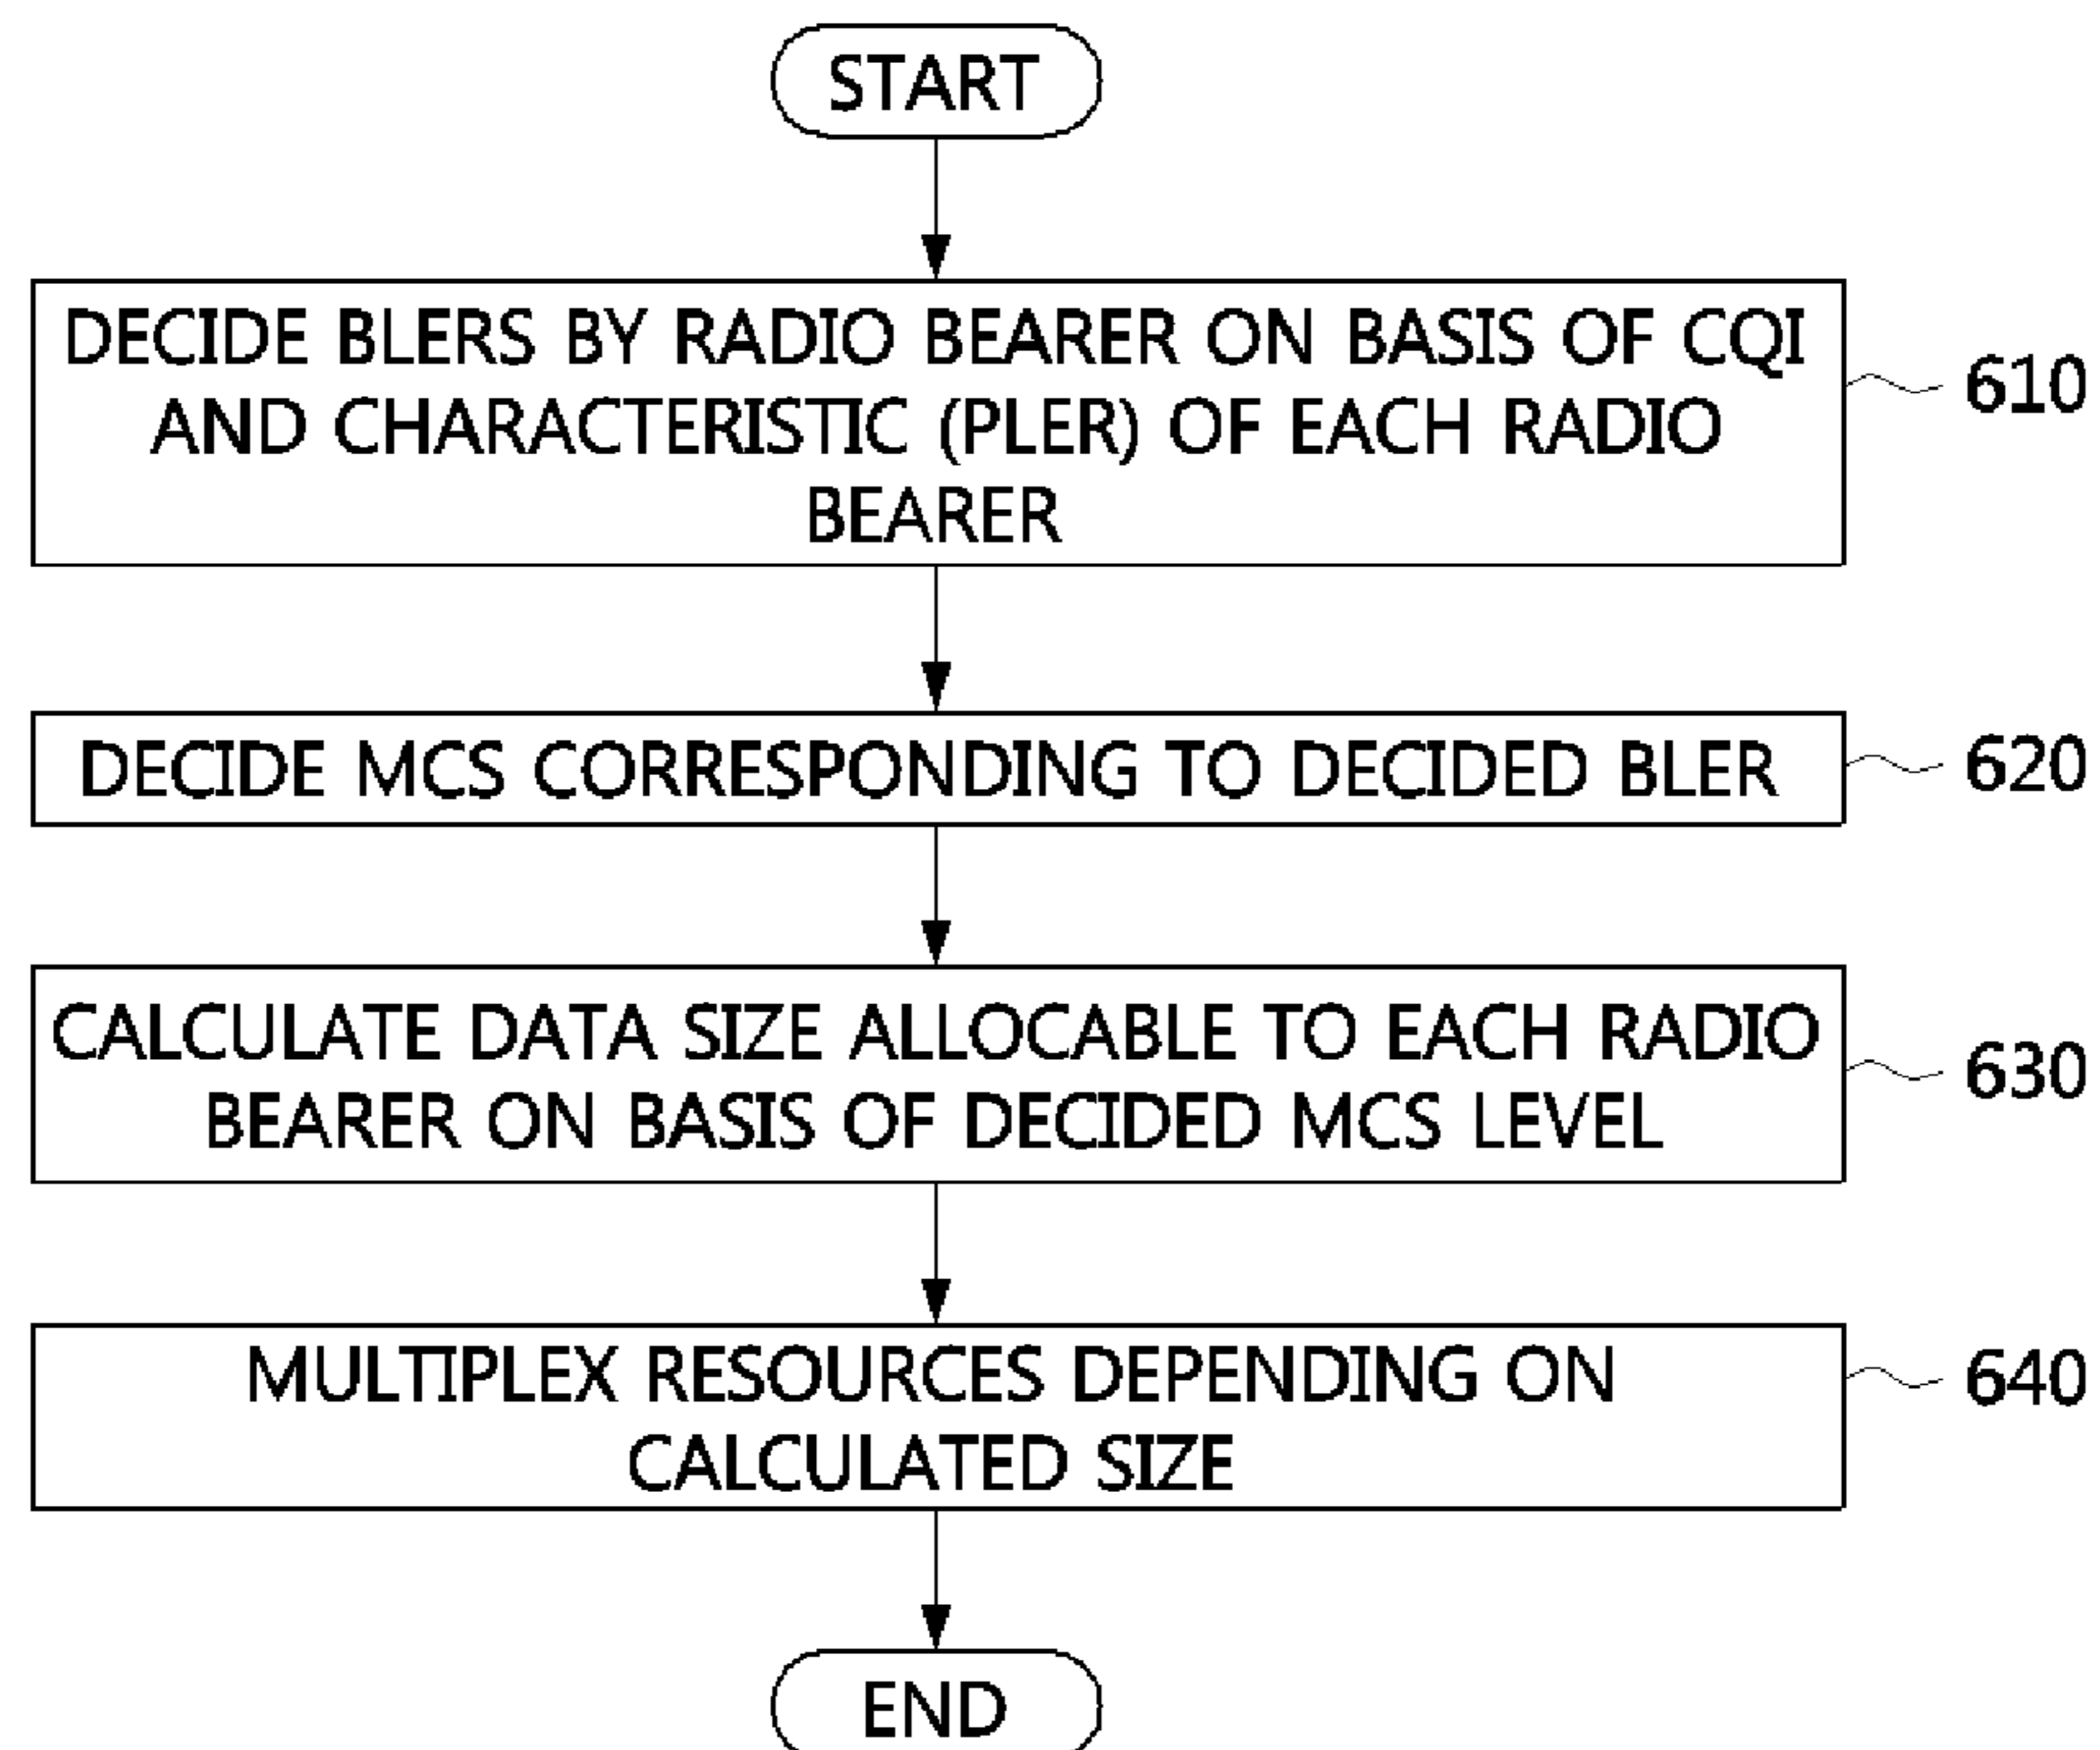 START
DECIDE BLERS BY RADIO BEARER ON BASIS OF CQI
AND CHARACTERISTIC (PLER) OF EACH RADIO
BEARER
610
DECIDE MCS CORRESPONDING TO DECIDED BLER
620
CALCULATE DATA SIZE ALLOCABLE TO EACH RADIO
BEARER ON BASIS OF DECIDED MCS LEVEL
630
MULTIPLEX RESOURCES DEPENDING ON
CALCULATED SIZE
640
END